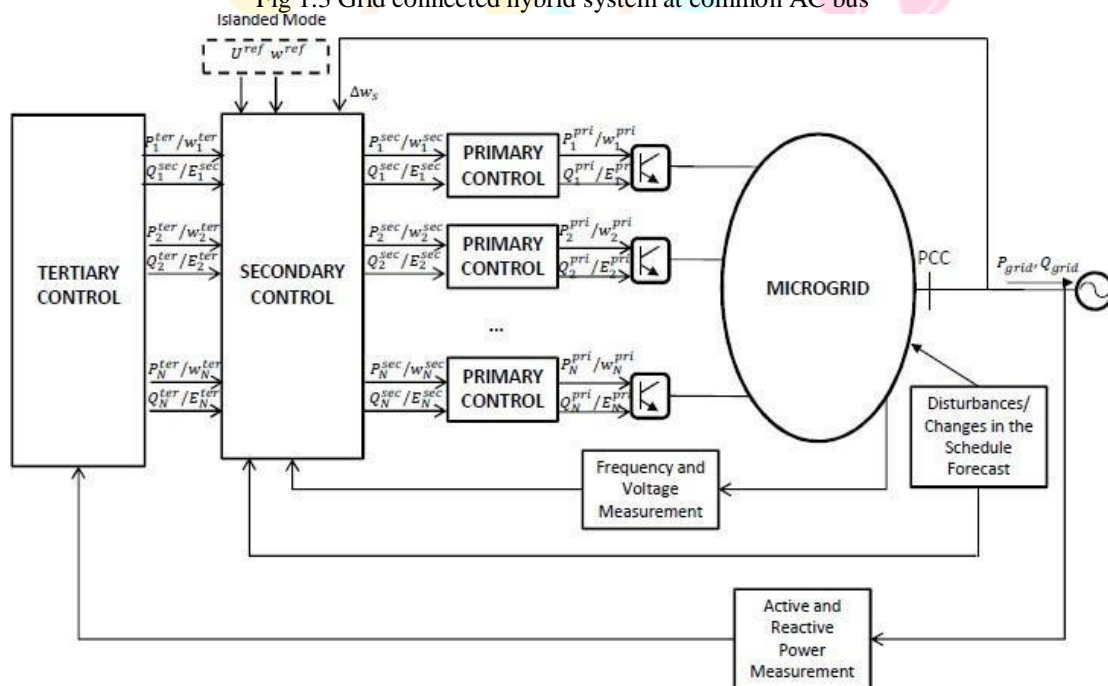 Fig 1.3 Grid connected hybrid system at common AC bus
Islanded Mode
U^{ref} w^{ref}
Δw_s
P_1^{ter}/w_1^{ter}
Q_1^{sec}/E_1^{sec}
P_2^{ter}/w_2^{ter}
Q_2^{ter}/E_2^{ter}
P_N^{ter}/w_N^{ter}
Q_N^{ter}/E_N^{ter}
TERTIARY
CONTROL
SECONDARY
CONTROL
P_1^{sec}/w_1^{sec}
Q_1^{sec}/E_1^{sec}
P_2^{sec}/w_2^{sec}
Q_2^{sec}/E_2^{sec}
P_N^{sec}/w_N^{sec}
Q_N^{sec}/E_N^{sec}
PRIMARY
CONTROL
PRIMARY
CONTROL
...
PRIMARY
CONTROL
P_1^{pri}/w_1^{pri}
Q_1^{pri}/E_1^{pri}
P_2^{pri}/w_2^{pri}
Q_2^{pri}/E_2^{pri}
P_N^{pri}/w_N^{pri}
Q_N^{pri}/E_N^{pri}
MICROGRID
PCC
P_{grid}, Q_{grid}
Disturbances/
Changes in the
Schedule
Forecast
Frequency and
Voltage
Measurement
Active and
Reactive
Power
Measurement